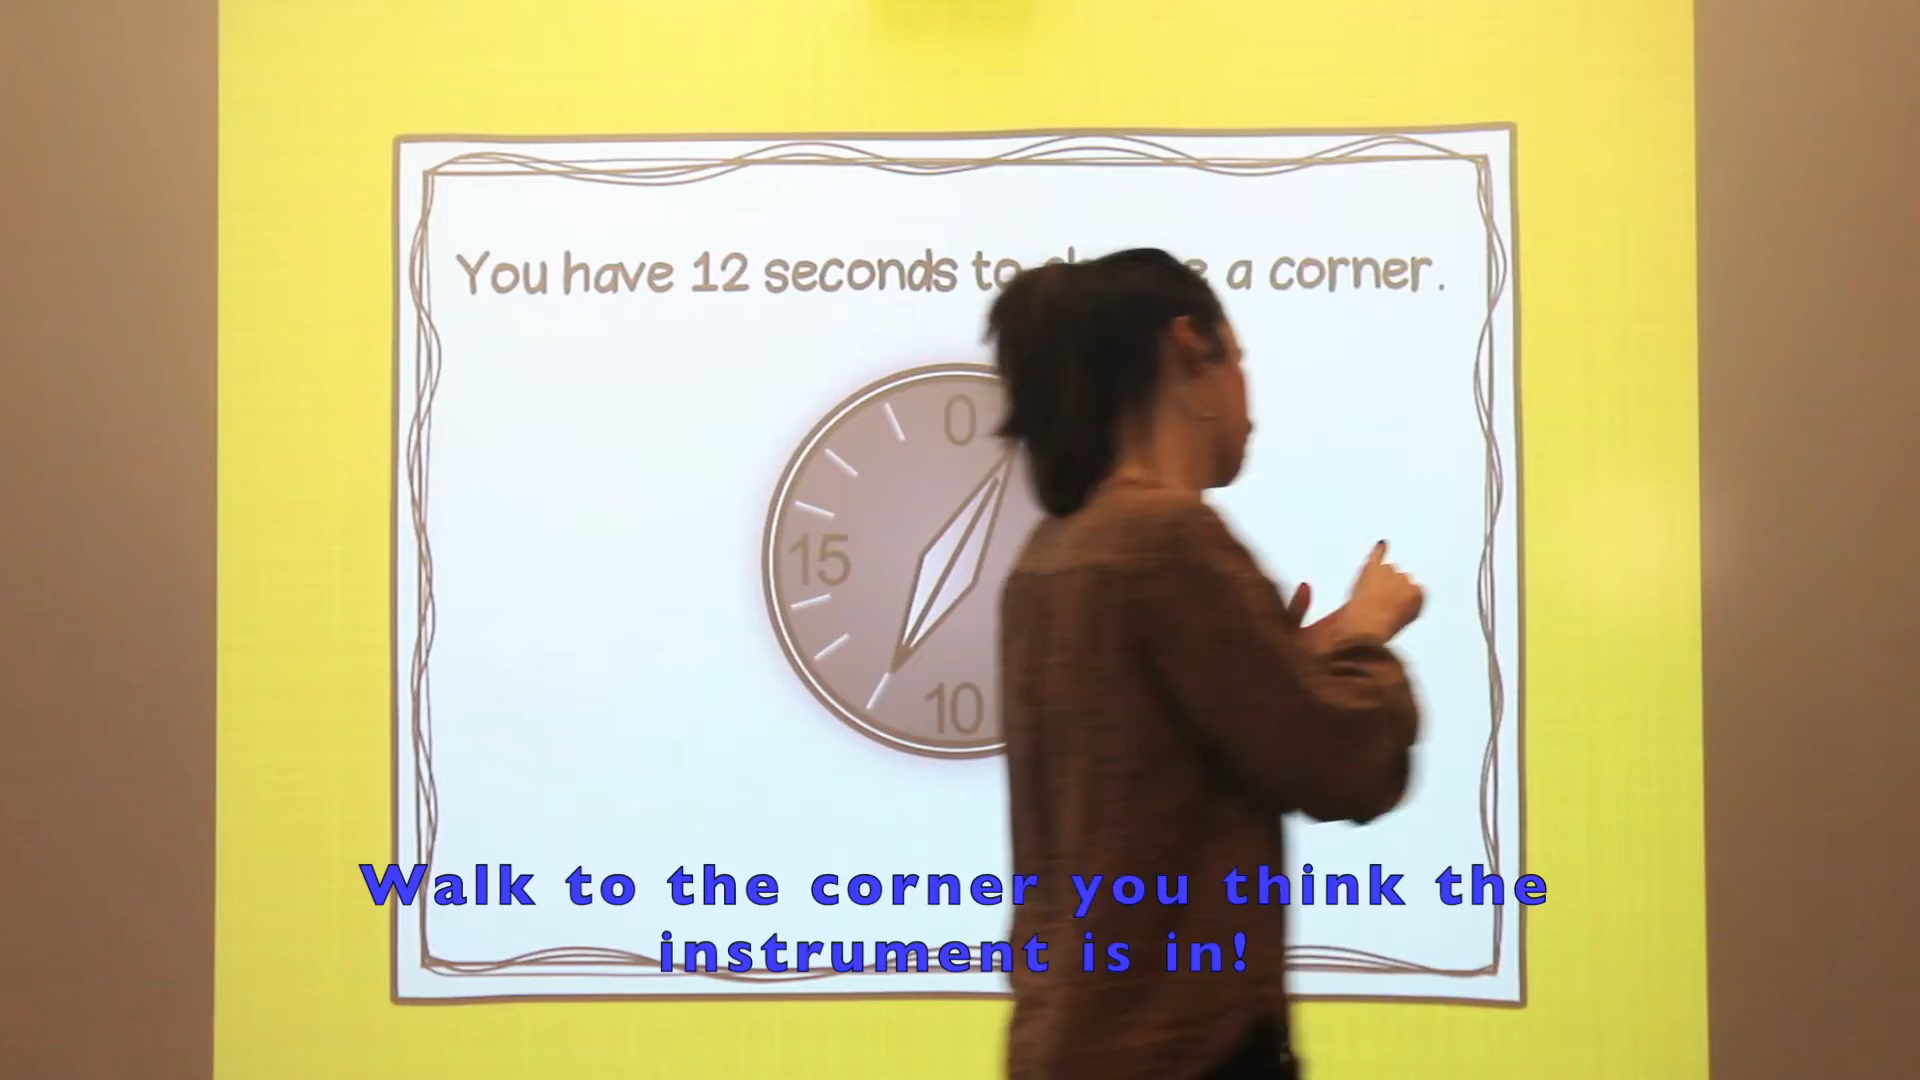 You have 12 seconds to a corner.
0
15
10
Walk to the corner you think the
instrument is in!